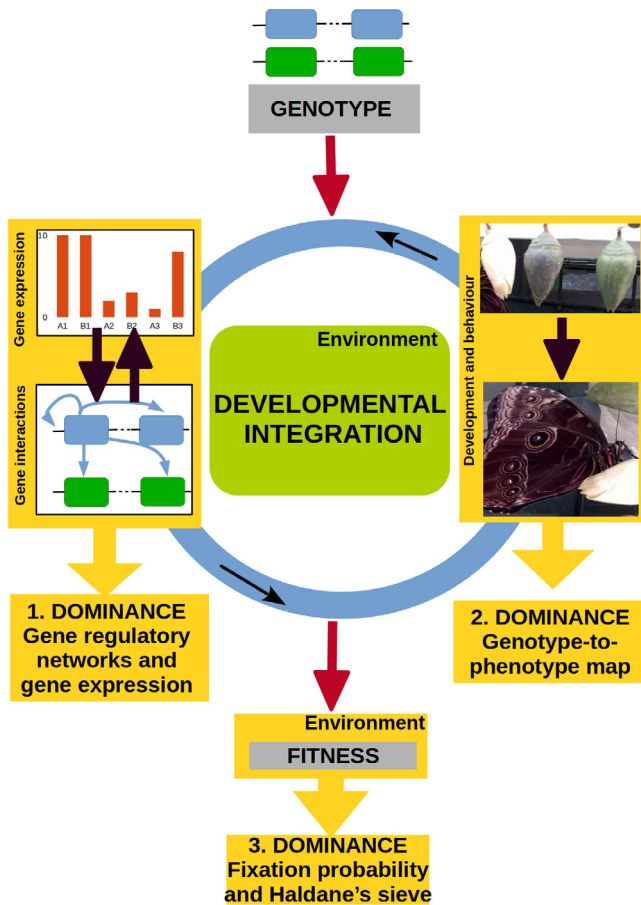 GENOTYPE
Gene expression
10
0
A1 B1 A2 B2 A3 B3
Gene interactions
Environment
DEVELOPMENTAL
INTEGRATION
Development and behaviour
1. DOMINANCE
Gene regulatory
networks and
gene expression
2. DOMINANCE
Genotype-to-
phenotype map
Environment
FITNESS
3. DOMINANCE
Fixation probability
and Haldane's sieve